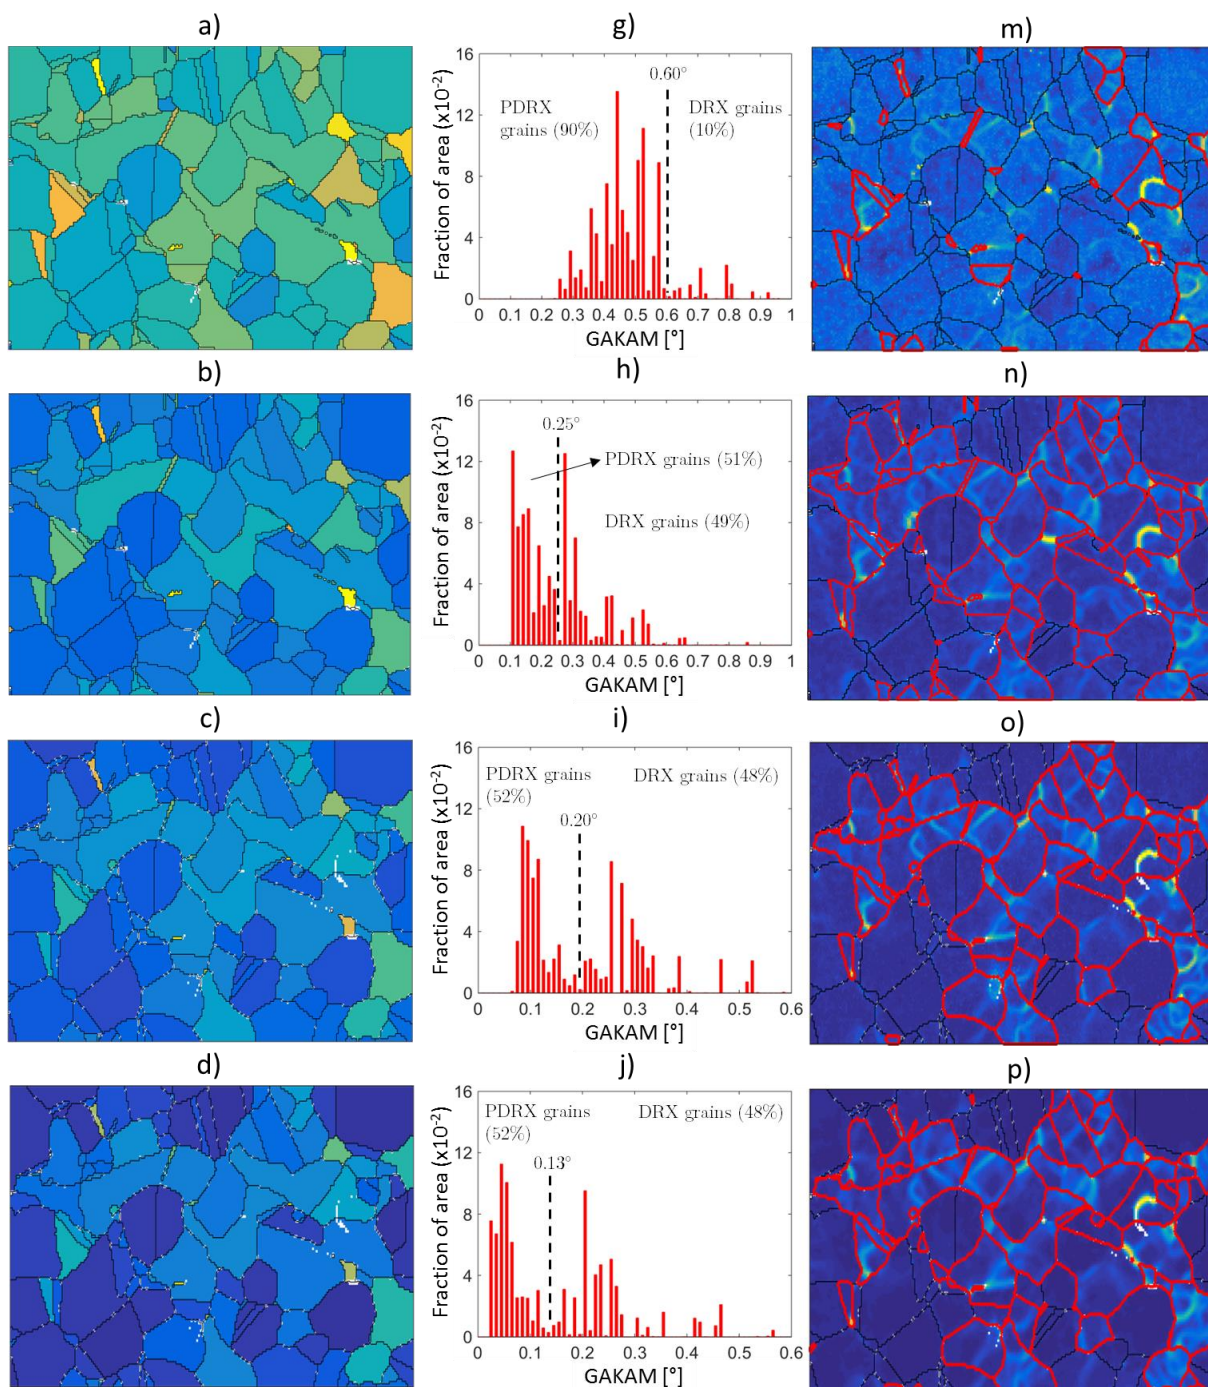 a)
g)
m)
Fraction of area (x10⁻²)
16
12
8
4
0
0.60°
PDRX
grains (90%)
DRX grains
(10%)
0 0.1 0.2 0.3 0.4 0.5 0.6 0.7 0.8 0.9 1
GAKAM [°]
b)
h)
n)
Fraction of area (x10⁻²)
16
12
8
4
0
0.25°
PDRX grains (51%)
DRX grains (49%)
0 0.1 0.2 0.3 0.4 0.5 0.6 0.7 0.8 0.9 1
GAKAM [°]
c)
i)
o)
Fraction of area (x10⁻²)
16
12
8
4
0
PDRX grains
(52%)
DRX grains (48%)
0.20°
0 0.1 0.2 0.3 0.4 0.5 0.6
GAKAM [°]
d)
j)
p)
Fraction of area (x10⁻²)
16
12
8
4
0
PDRX grains
(52%)
DRX grains (48%)
0.13°
0 0.1 0.2 0.3 0.4 0.5 0.6
GAKAM [°]